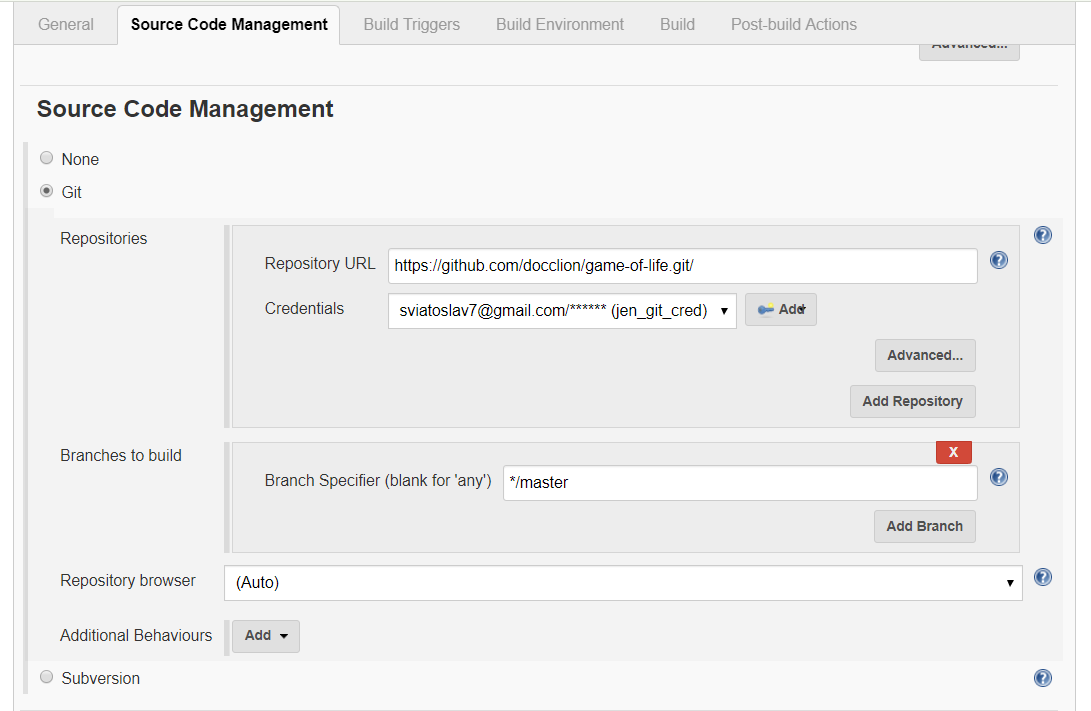 General Source Code Management Build Triggers Build Environment Build Post-build Actions
Advanced...
Source Code Management
None
Git
Repositories
Repository URL https://github.com/docclion/game-of-life.git/
Credentials sviatoslav7@gmail.com/****** (jen_git_cred) Add
Advanced...
Add Repository
Branches to build
X
Branch Specifier (blank for 'any') */master
Add Branch
Repository browser (Auto)
Additional Behaviours Add
Subversion